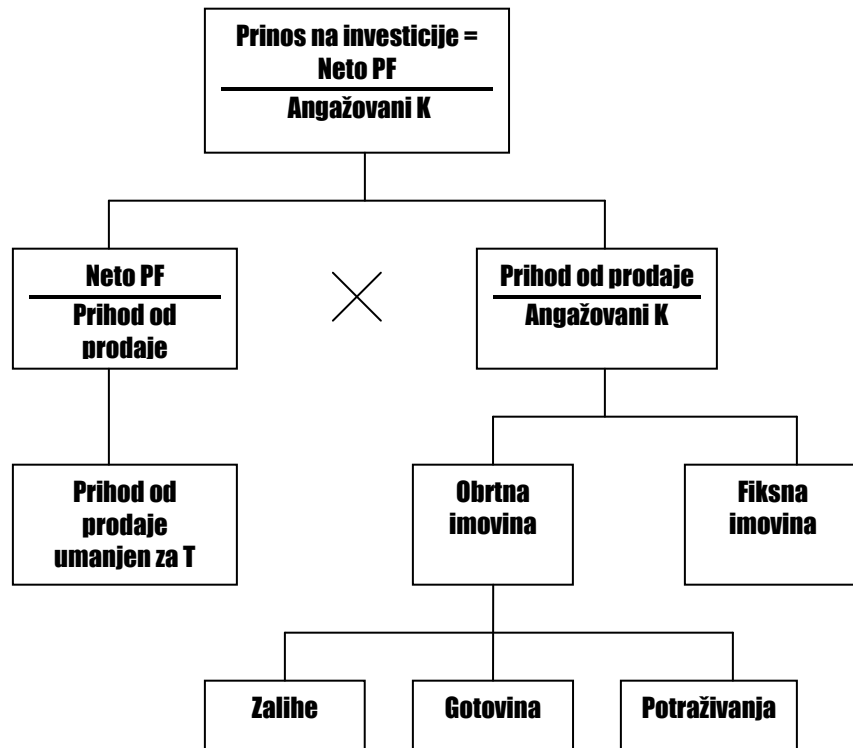 Prinos na investicije =
Neto PF
Angažovani K
Neto PF
Prihod od
prodaje
Prihod od prodaje
Angažovani K
Prihod od
prodaje
umanjen za T
Obrtna
imovina
Fiksna
imovina
Zalihe
Gotovina
Potraživanja